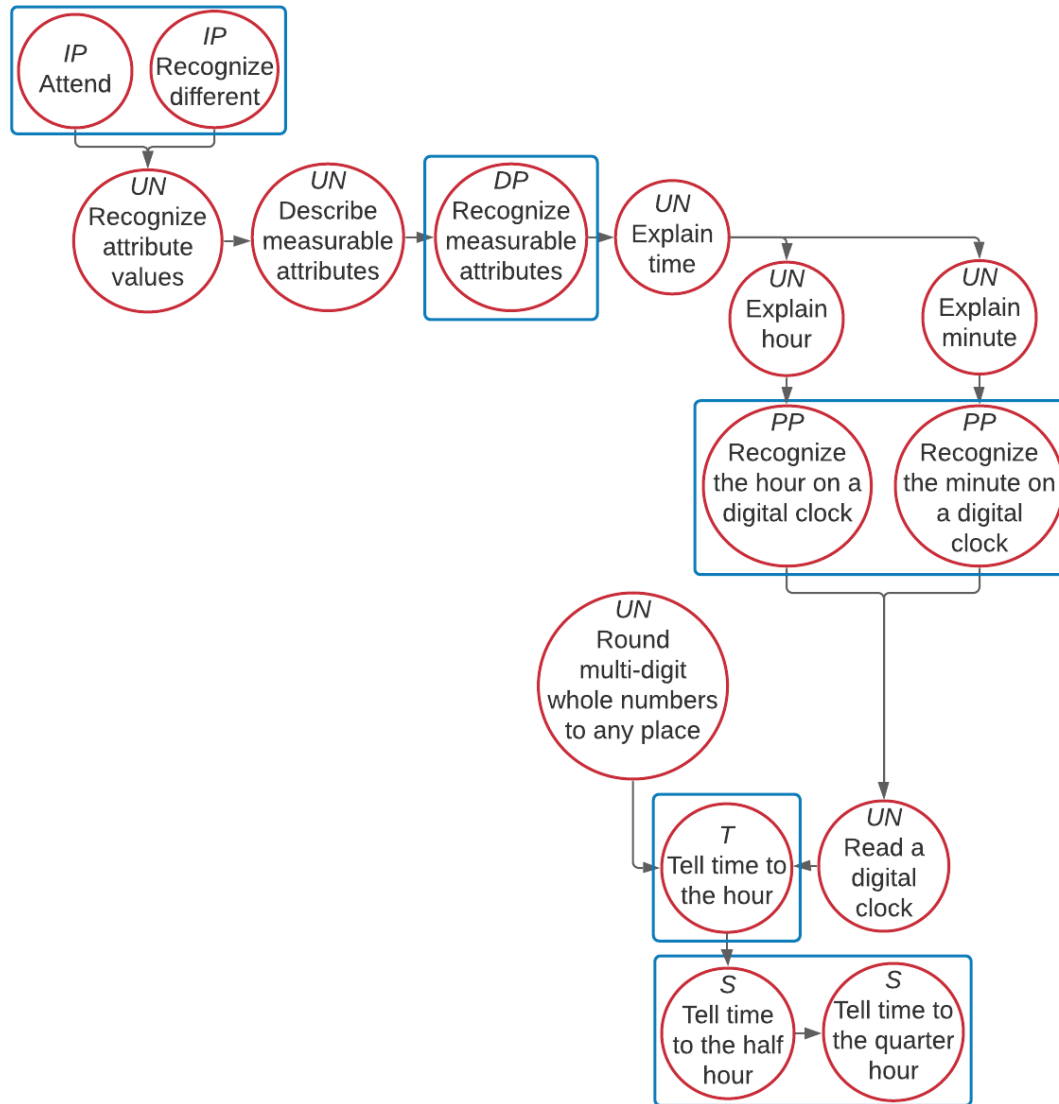 IP
Attend
IP
Recognize
different
UN
Recognize
attribute
values
UN
Describe
measurable
attributes
DP
Recognize
measurable
attributes
UN
Explain
time
UN
Explain
hour
UN
Explain
minute
PP
Recognize
the hour on a
digital clock
PP
Recognize
the minute on
a digital
clock
UN
Round
multi-digit
whole numbers
to any place
T
Tell time to
the hour
UN
Read a
digital
clock
S
Tell time
to the half
hour
S
Tell time to
the quarter
hour